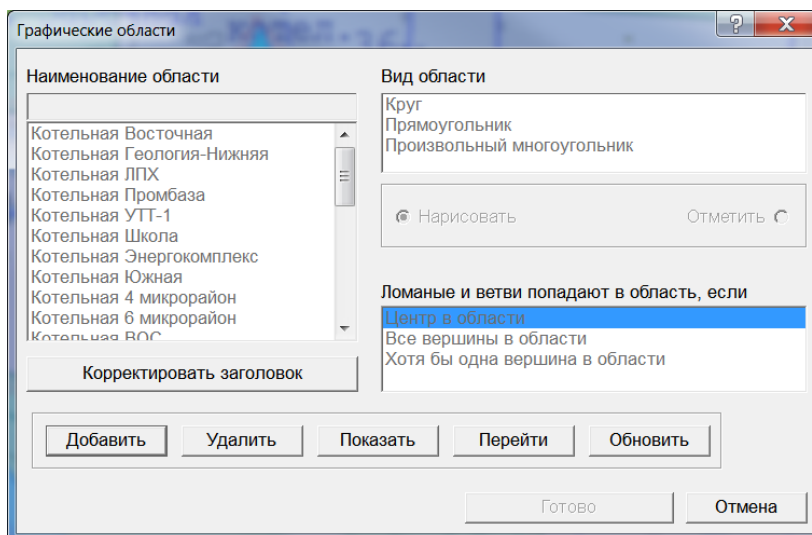 Графические области
Наименование области
Котельная Восточная
Котельная Геология-Нижняя
Котельная ЛПХ
Котельная Промбаза
Котельная УТТ-1
Котельная Школа
Котельная Энергокомплекс
Котельная Южная
Котельная 4 микрорайон
Котельная 6 микрорайон
Котельная ВОС
Корректировать заголовок
Вид области
Круг
Прямоугольник
Произвольный многоугольник
Нарисовать Отметить
Ломаные и ветви попадают в область, если
Центр в области
Все вершины в области
Хотя бы одна вершина в области
Добавить Удалить Показать Перейти Обновить
Готово Отмена